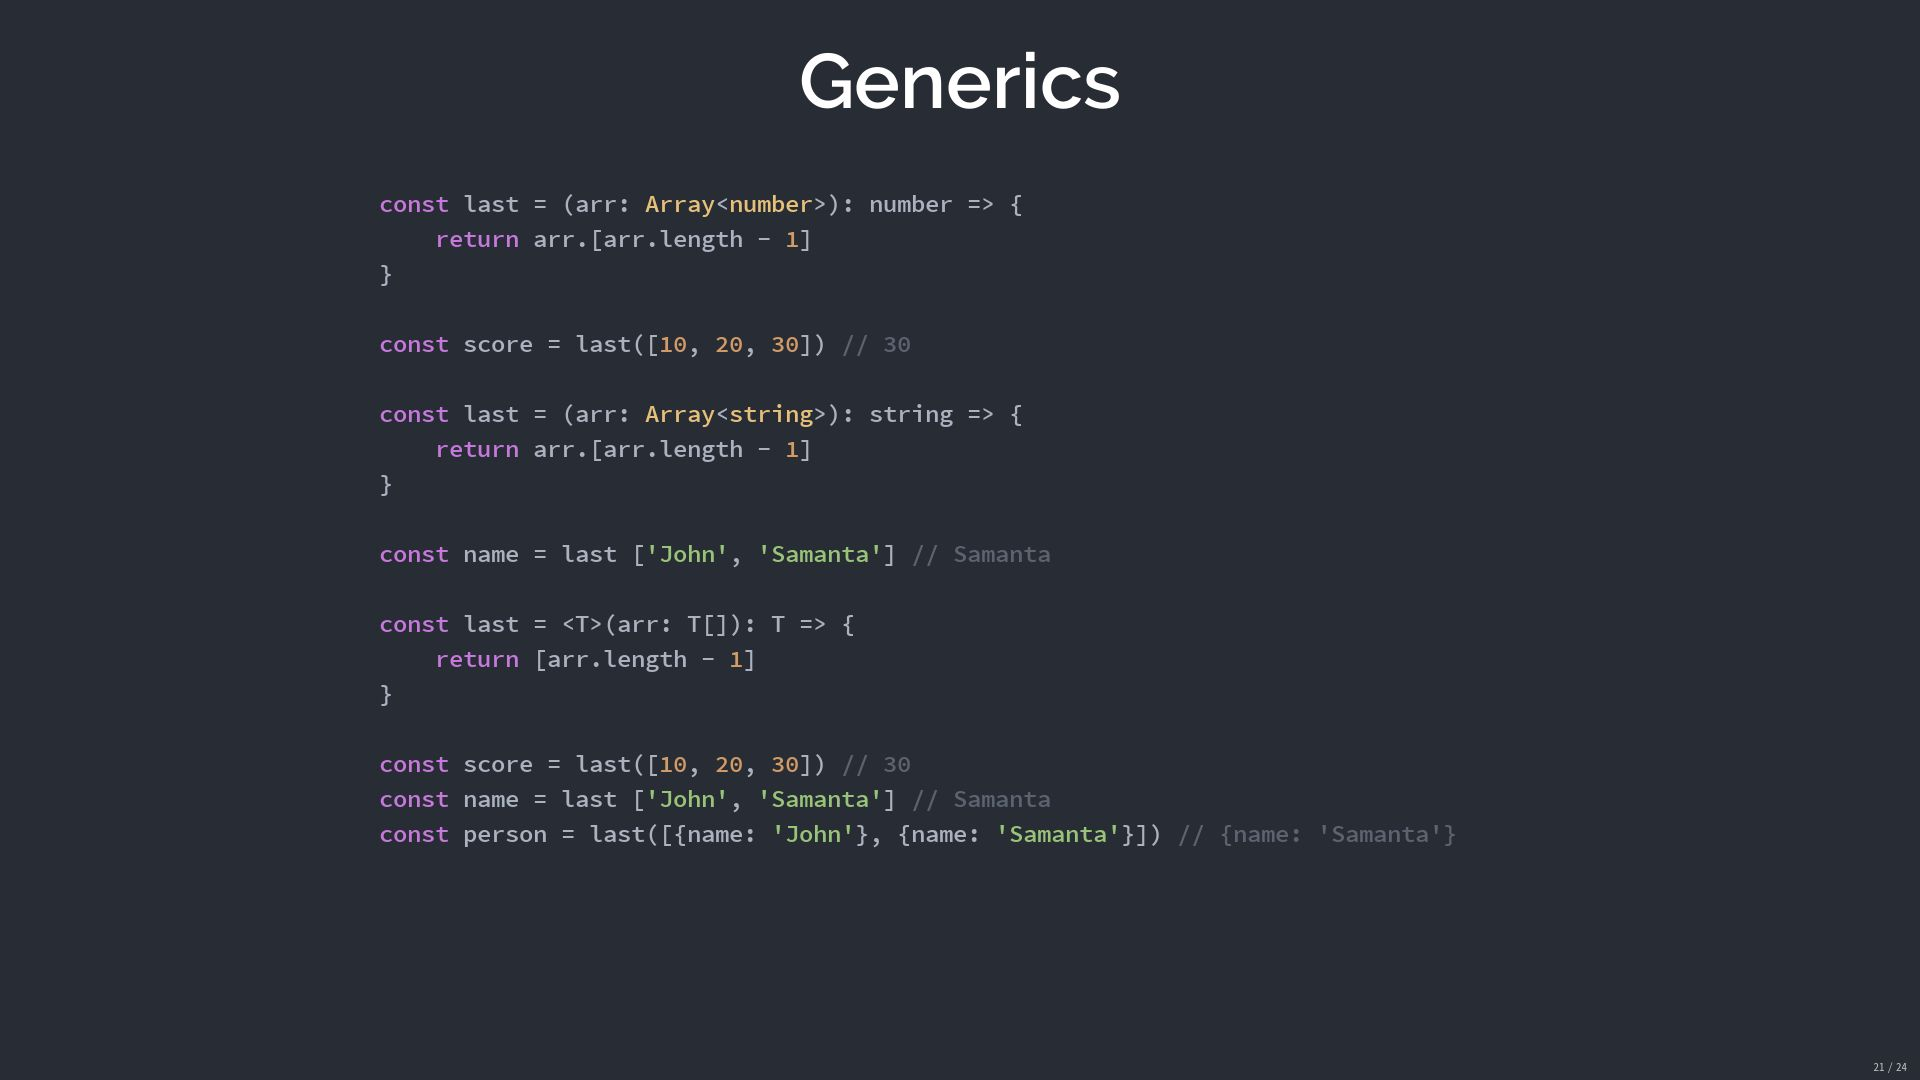 Generics
const last = (arr: Array<number>): number => {
    return arr.[arr.length - 1]
}
const score = last([10, 20, 30]) // 30
const last = (arr: Array<string>): string => {
    return arr.[arr.length - 1]
}
const name = last ['John', 'Samanta'] // Samanta
const last = <T>(arr: T[]): T => {
    return [arr.length - 1]
}
const score = last([10, 20, 30]) // 30
const name = last ['John', 'Samanta'] // Samanta
const person = last([{name: 'John'}, {name: 'Samanta'}]) // {name: 'Samanta'}
21 / 24